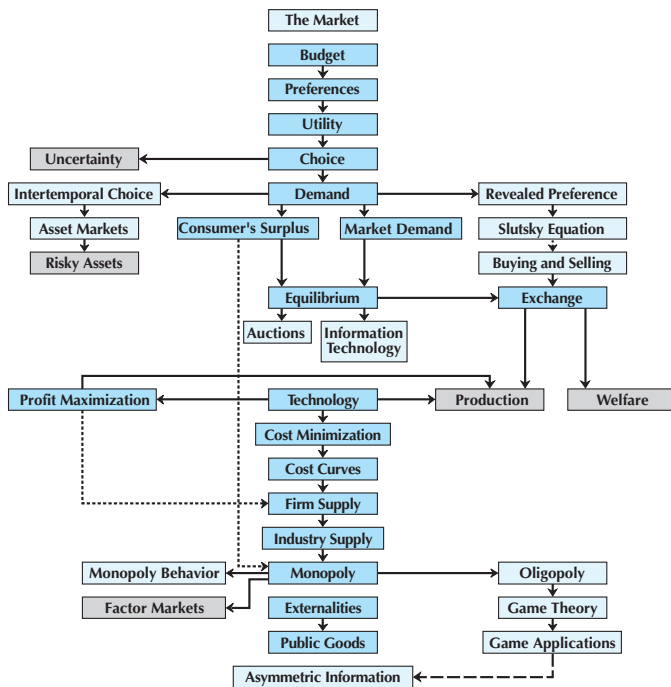 The Market
Budget
Preferences
Utility
Uncertainty
Choice
Intertemporal Choice
Demand
Revealed Preference
Asset Markets
Consumer's Surplus
Market Demand
Slutsky Equation
Risky Assets
Buying and Selling
Equilibrium
Exchange
Auctions
Information
Technology
Profit Maximization
Technology
Production
Welfare
Cost Minimization
Cost Curves
Firm Supply
Industry Supply
Monopoly Behavior
Monopoly
Oligopoly
Factor Markets
Externalities
Game Theory
Public Goods
Game Applications
Asymmetric Information